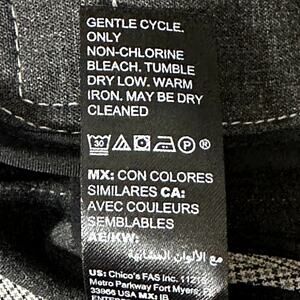 GENTLE CYCLE.
ONLY
NON-CHLORINE
BLEACH. TUMBLE
DRY LOW. WARM
IRON. MAY BE DRY
CLEANED
30 P
MX: CON COLORES
SIMILARES CA:
AVEC COULEURS
SEMBLABLES
AE/KW:
مع الألوان المشابهة
US: Chico's FAS Inc. 11215
Metro Parkway Fort Myers,
33966 USA MX: IB